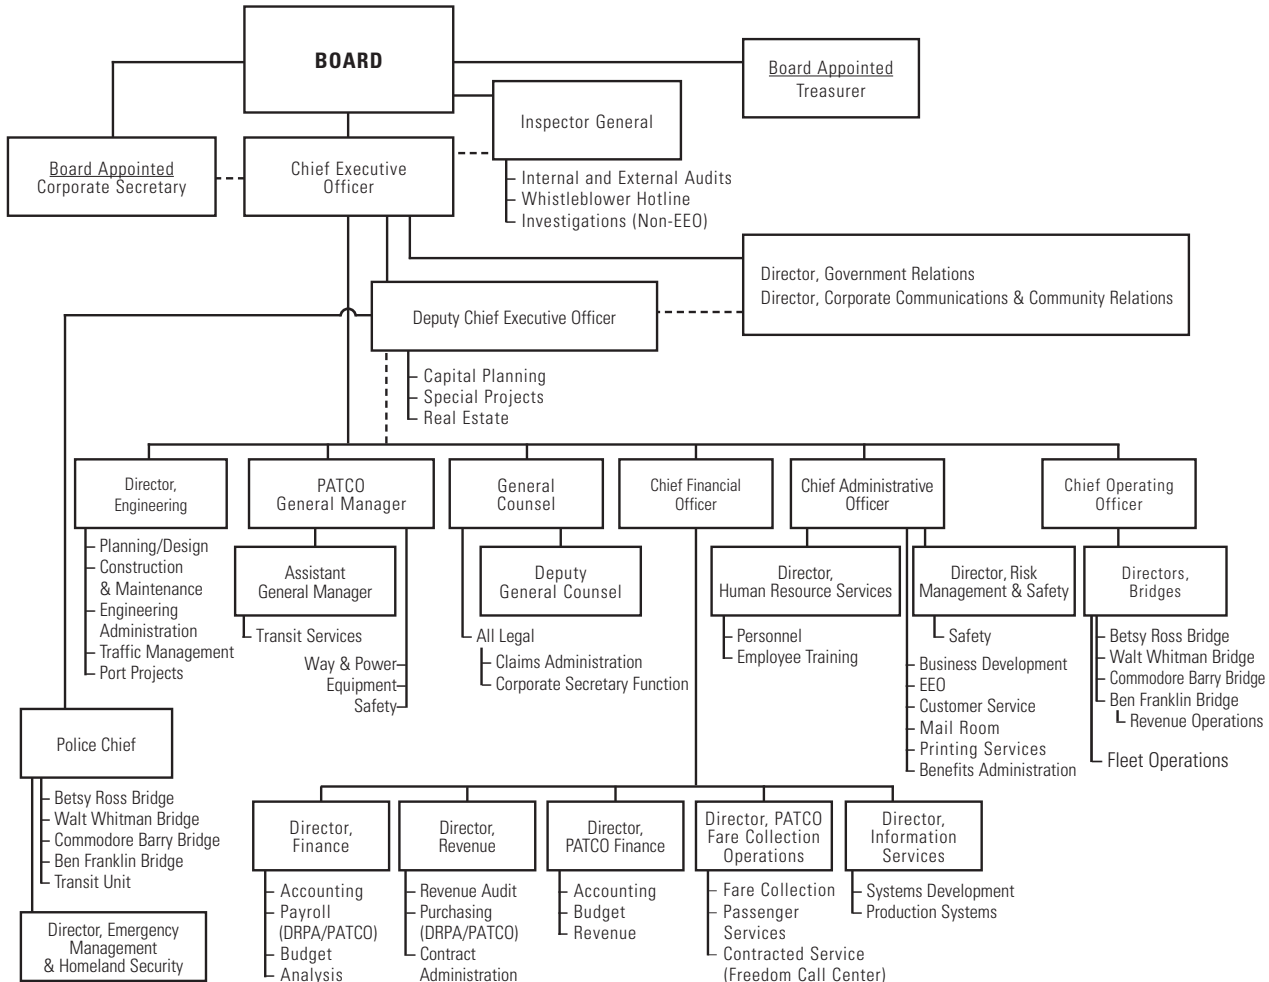 BOARD
Board Appointed
Treasurer
Inspector General
Board Appointed
Corporate Secretary
Chief Executive
Officer
Internal and External Audits
Whistleblower Hotline
Investigations (Non-EEO)
Director, Government Relations
Director, Corporate Communications & Community Relations
Deputy Chief Executive Officer
Capital Planning
Special Projects
Real Estate
Director,
Engineering
Planning/Design
Construction
& Maintenance
Engineering
Administration
Traffic Management
Port Projects
PATCO
General Manager
Assistant
General Manager
Transit Services
Way & Power
Equipment
Safety
General
Counsel
Deputy
General Counsel
All Legal
Claims Administration
Corporate Secretary Function
Chief Financial
Officer
Chief Administrative
Officer
Director,
Human Resource Services
Personnel
Employee Training
Director, Risk
Management & Safety
Safety
Business Development
EEO
Customer Service
Mail Room
Printing Services
Benefits Administration
Chief Operating
Officer
Directors,
Bridges
Betsy Ross Bridge
Walt Whitman Bridge
Commodore Barry Bridge
Ben Franklin Bridge
Revenue Operations
Fleet Operations
Police Chief
Betsy Ross Bridge
Walt Whitman Bridge
Commodore Barry Bridge
Ben Franklin Bridge
Transit Unit
Director, Emergency
Management
& Homeland Security
Director,
Finance
Accounting
Payroll
(DRPA/PATCO)
Budget
Analysis
Director,
Revenue
Revenue Audit
Purchasing
(DRPA/PATCO)
Contract
Administration
Director,
PATCO Finance
Accounting
Budget
Revenue
Director, PATCO
Fare Collection
Operations
Fare Collection
Passenger
Services
Contracted Service
(Freedom Call Center)
Director,
Information
Services
Systems Development
Production Systems